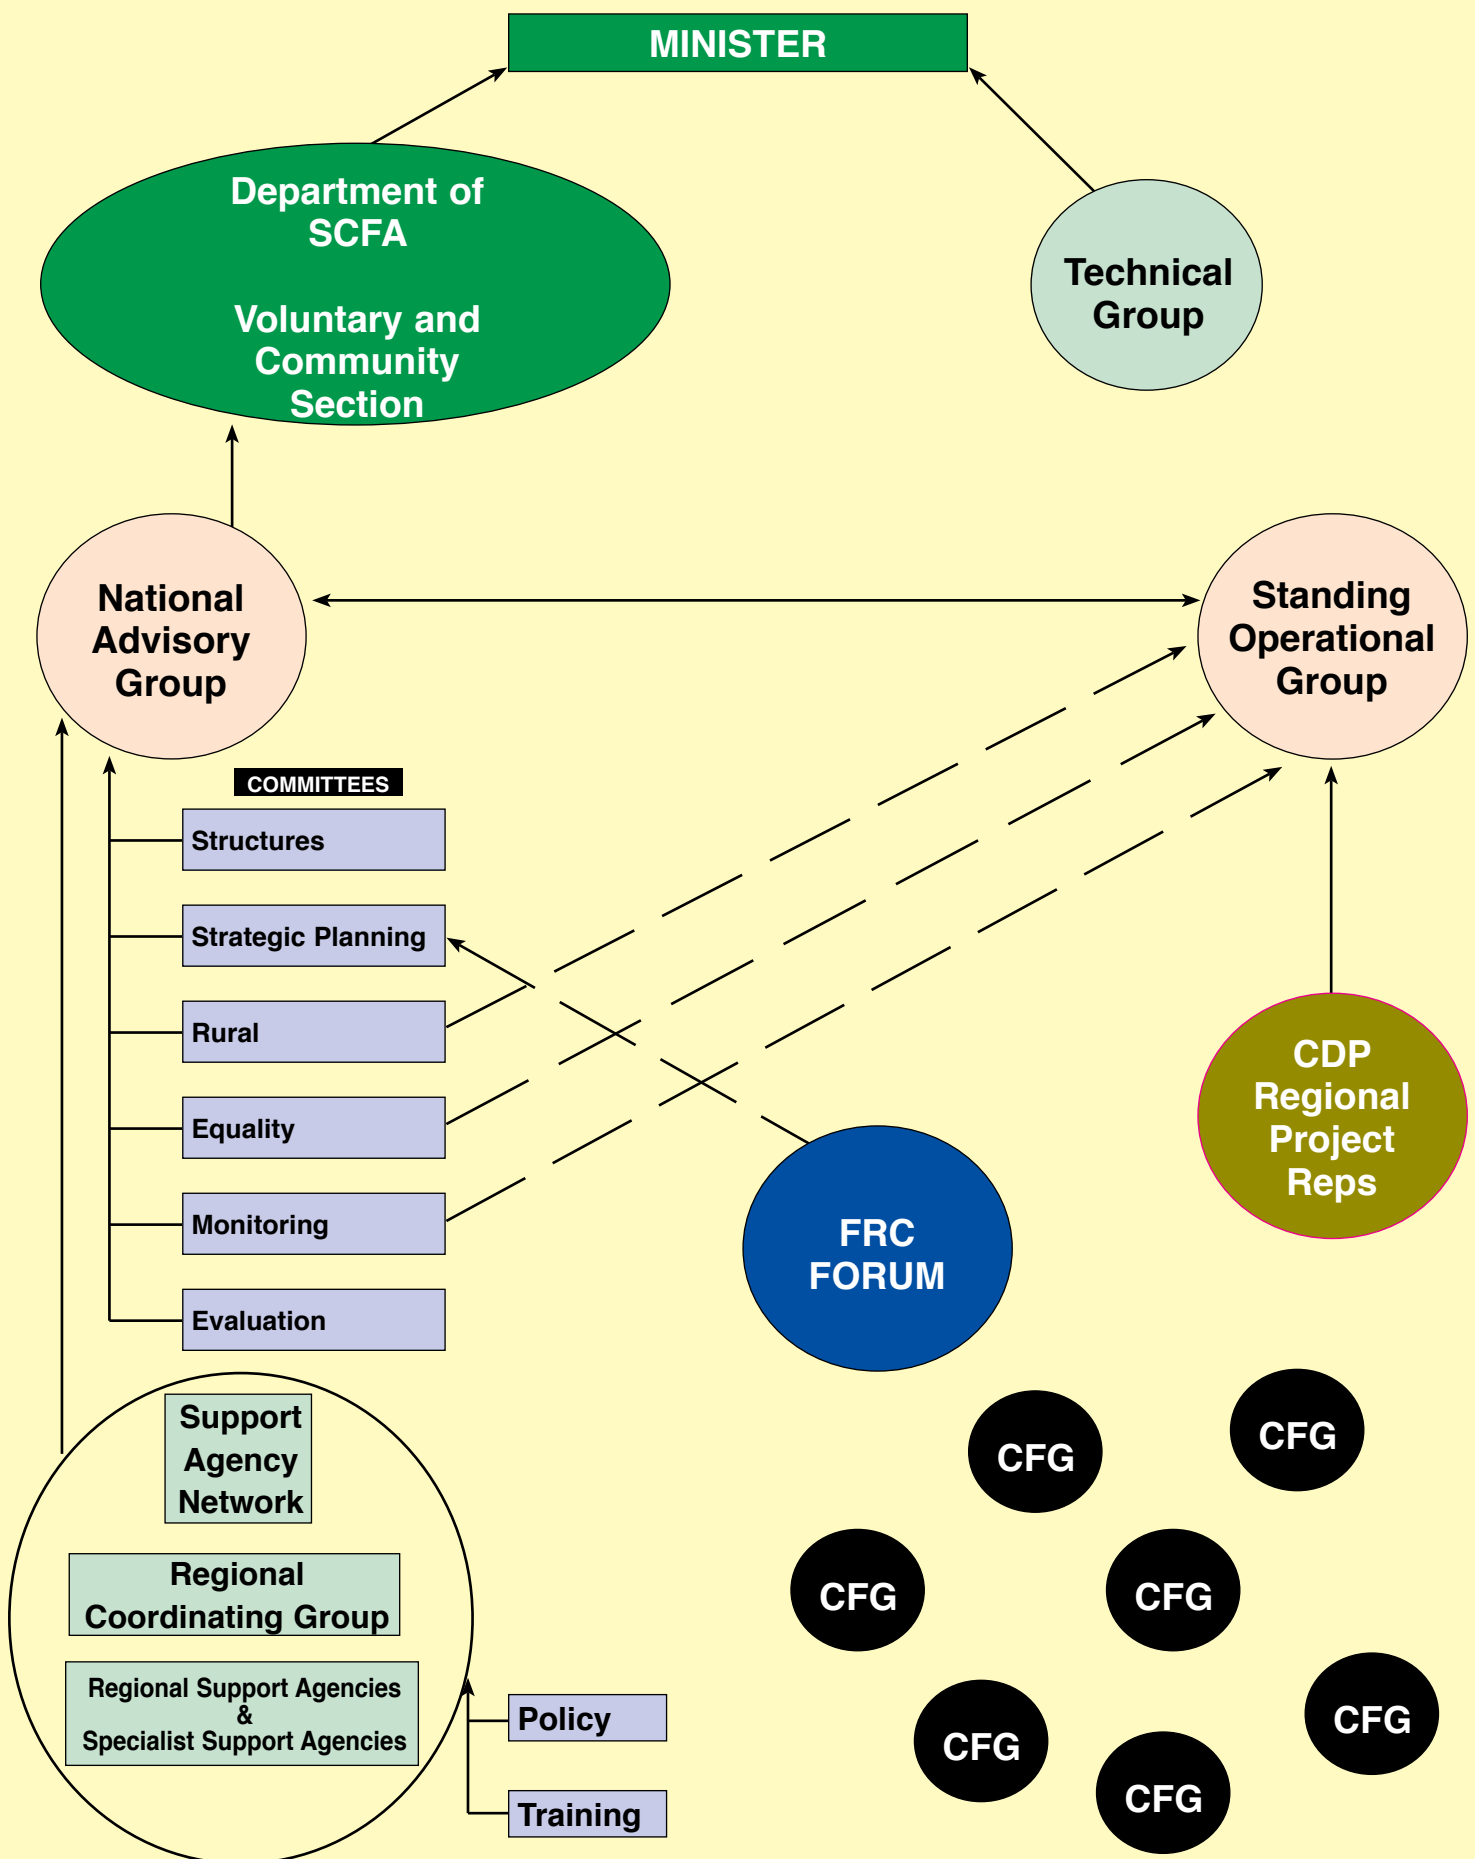 MINISTER
Department of
SCFA
Voluntary and
Community
Section
Technical
Group
National
Advisory
Group
Standing
Operational
Group
COMMITTEES
Structures
Strategic Planning
Rural
Equality
Monitoring
Evaluation
CDP
Regional
Project
Reps
FRC
FORUM
Support
Agency
Network
Regional
Coordinating Group
Regional Support Agencies
&
Specialist Support Agencies
Policy
Training
CFG
CFG
CFG
CFG
CFG
CFG
CFG